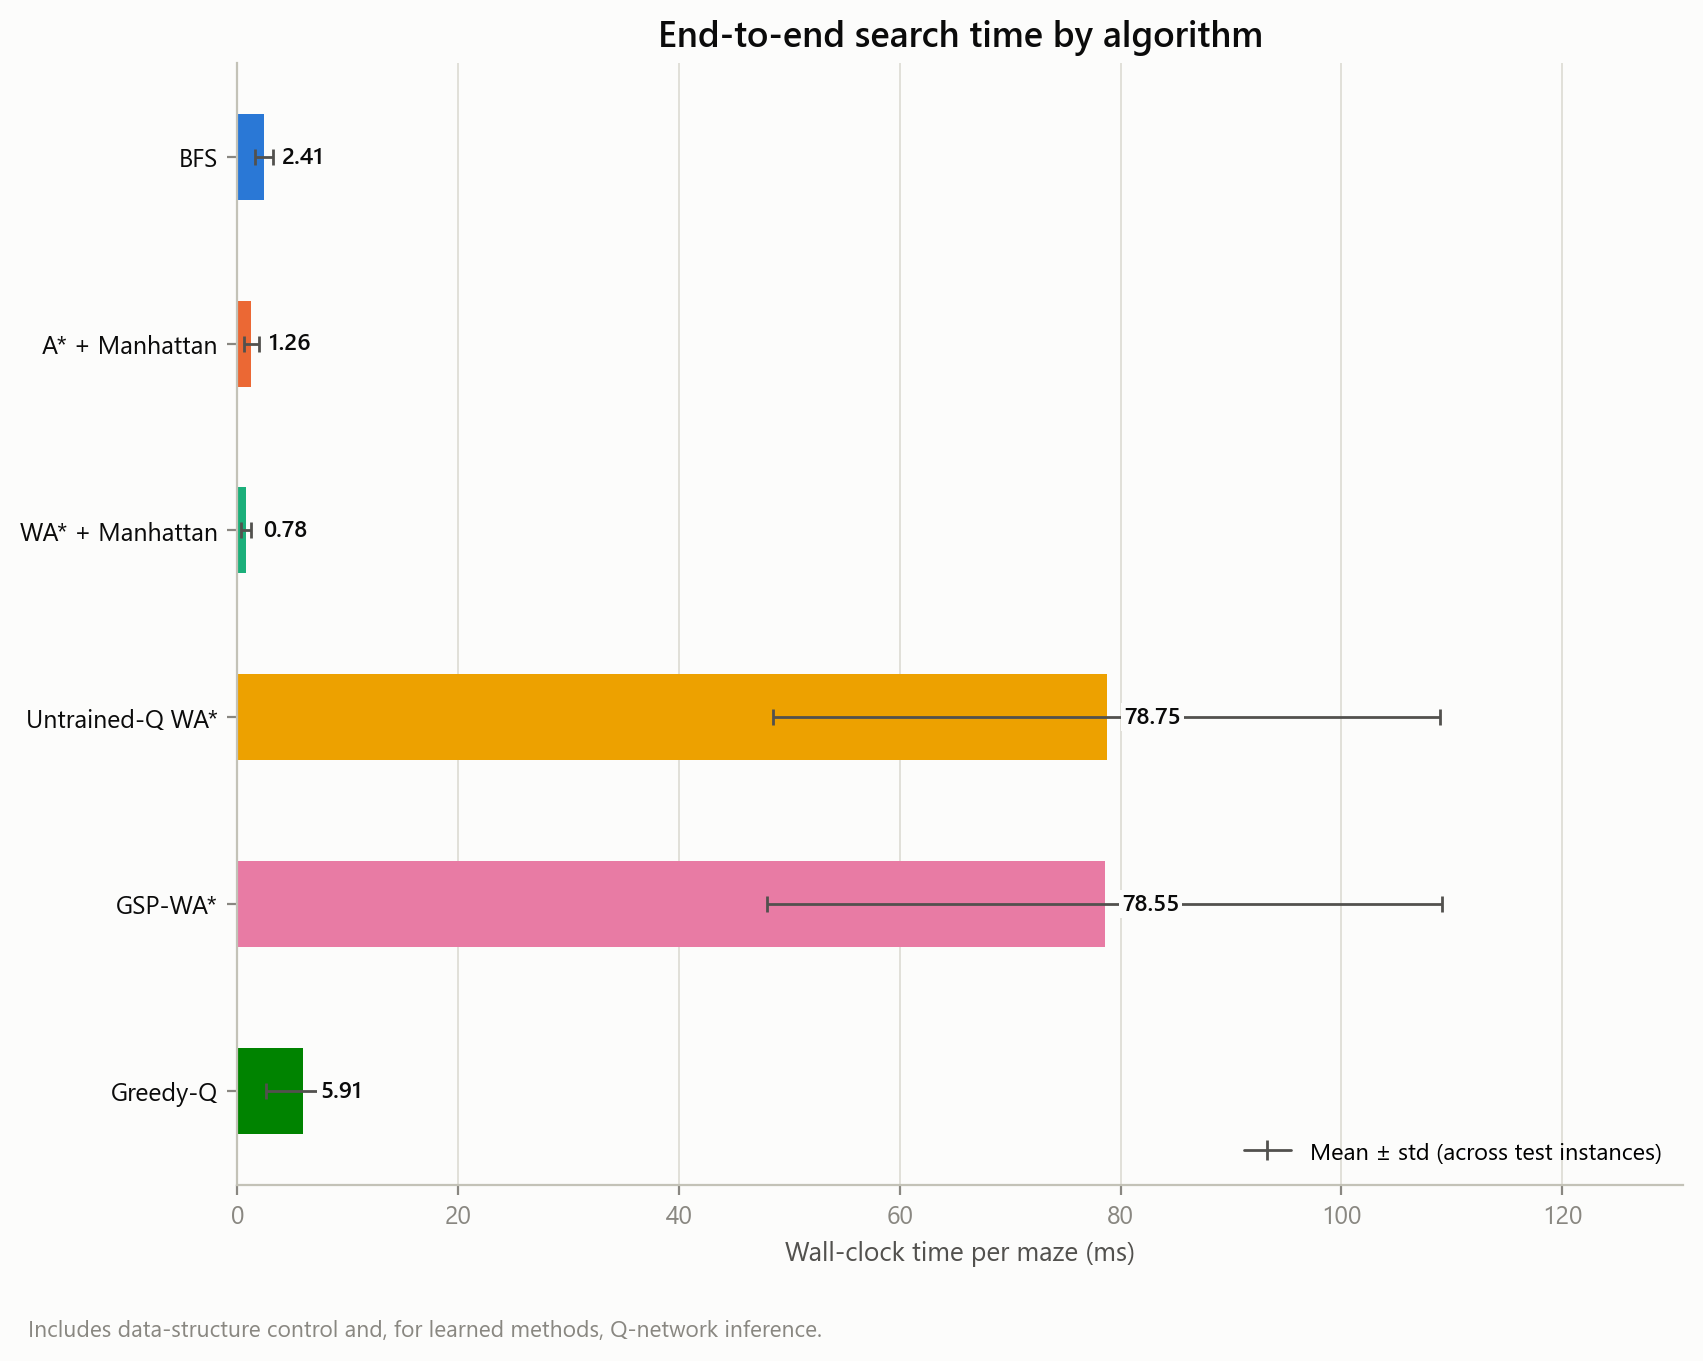 End-to-end search time by algorithm
BFS
2.41
A* + Manhattan
1.26
WA* + Manhattan
0.78
Untrained-Q WA*
78.75
GSP-WA*
78.55
Greedy-Q
5.91
Mean ± std (across test instances)
0 20 40 60 80 100 120
Wall-clock time per maze (ms)
Includes data-structure control and, for learned methods, Q-network inference.